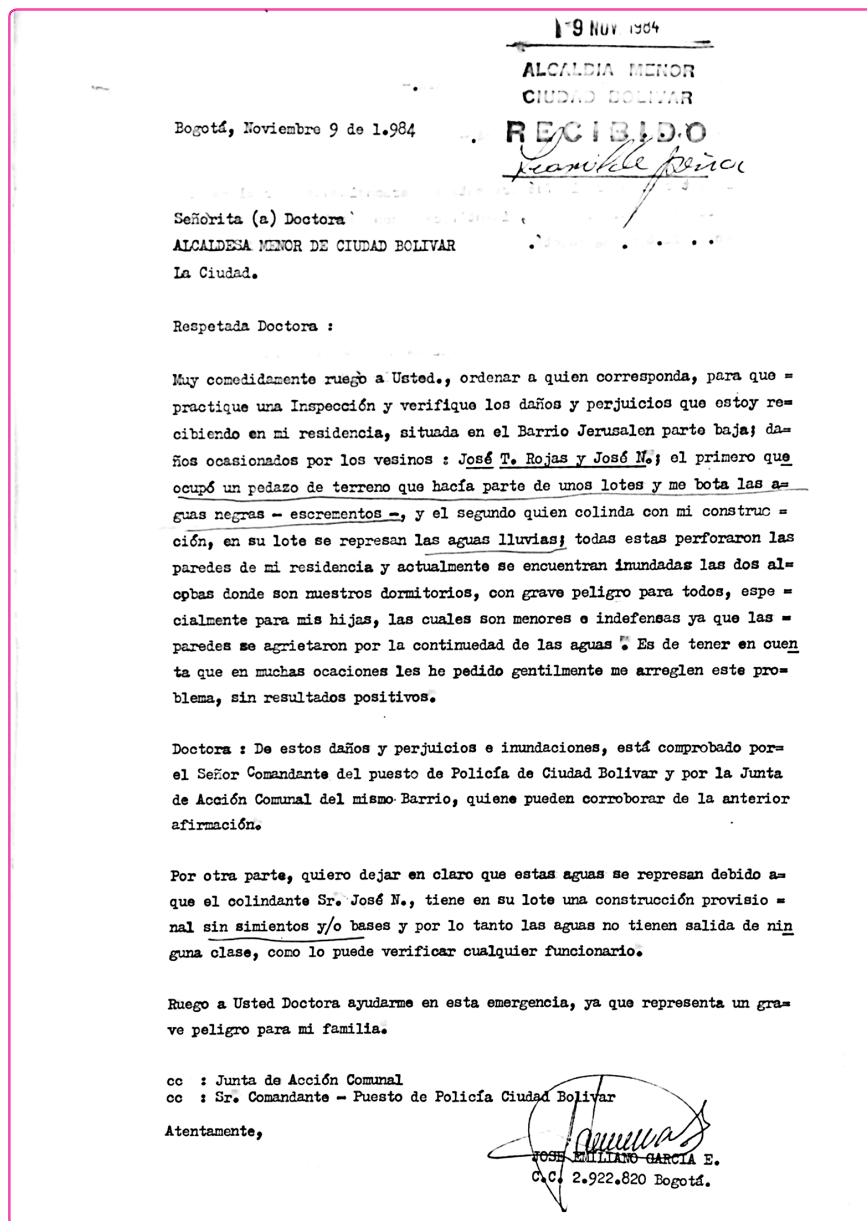 9 NOV. 1984
ALCALDIA MENOR
CIUDAD BOLIVAR
RECIBIDO
Bogotá, Noviembre 9 de 1.984
Señorita (a) Doctora
ALCALDESA MENOR DE CIUDAD BOLIVAR
La Ciudad.
Respetada Doctora :
Muy comedidamente ruego a Usted., ordenar a quien corresponda, para que =
practique una Inspección y verifique los daños y perjuicios que estoy re=
cibiendo en mi residencia, situada en el Barrio Jerusalen parte baja; da=
ños ocasionados por los vesinos : José T. Rojas y José N.; el primero que
ocupó un pedazo de terreno que hacía parte de unos lotes y me bota las a=
guas negras - escrementos -, y el segundo quien colinda con mi construc =
ción, en su lote se represan las aguas lluvias; todas estas perforaron las
paredes de mi residencia y actualmente se encuentran inundadas las dos al=
cobas donde son nuestros dormitorios, con grave peligro para todos, espe =
cialmente para mis hijas, las cuales son menores e indefensas ya que las =
paredes se agrietaron por la continuedad de las aguas . Es de tener en cuen
ta que en muchas ocaciones les he pedido gentilmente me arreglen este pro=
blema, sin resultados positivos.
Doctora : De estos daños y perjuicios e inundaciones, está comprobado por=
el Señor Comandante del puesto de Policía de Ciudad Bolivar y por la Junta
de Acción Comunal del mismo Barrio, quiene pueden corroborar de la anterior
afirmación.
Por otra parte, quiero dejar en claro que estas aguas se represan debido a=
que el colindante Sr. José N., tiene en su lote una construcción provisio =
nal sin simientos y/o bases y por lo tanto las aguas no tienen salida de nin
guna clase, como lo puede verificar cualquier funcionario.
Ruego a Usted Doctora ayudarme en esta emergencia, ya que representa un gra=
ve peligro para mi familia.
cc : Junta de Acción Comunal
cc : Sr. Comandante - Puesto de Policía Ciudad Bolivar
Atentamente,
JOSE EMILIANO GARCIA E.
C.C. 2.922.820 Bogotá.